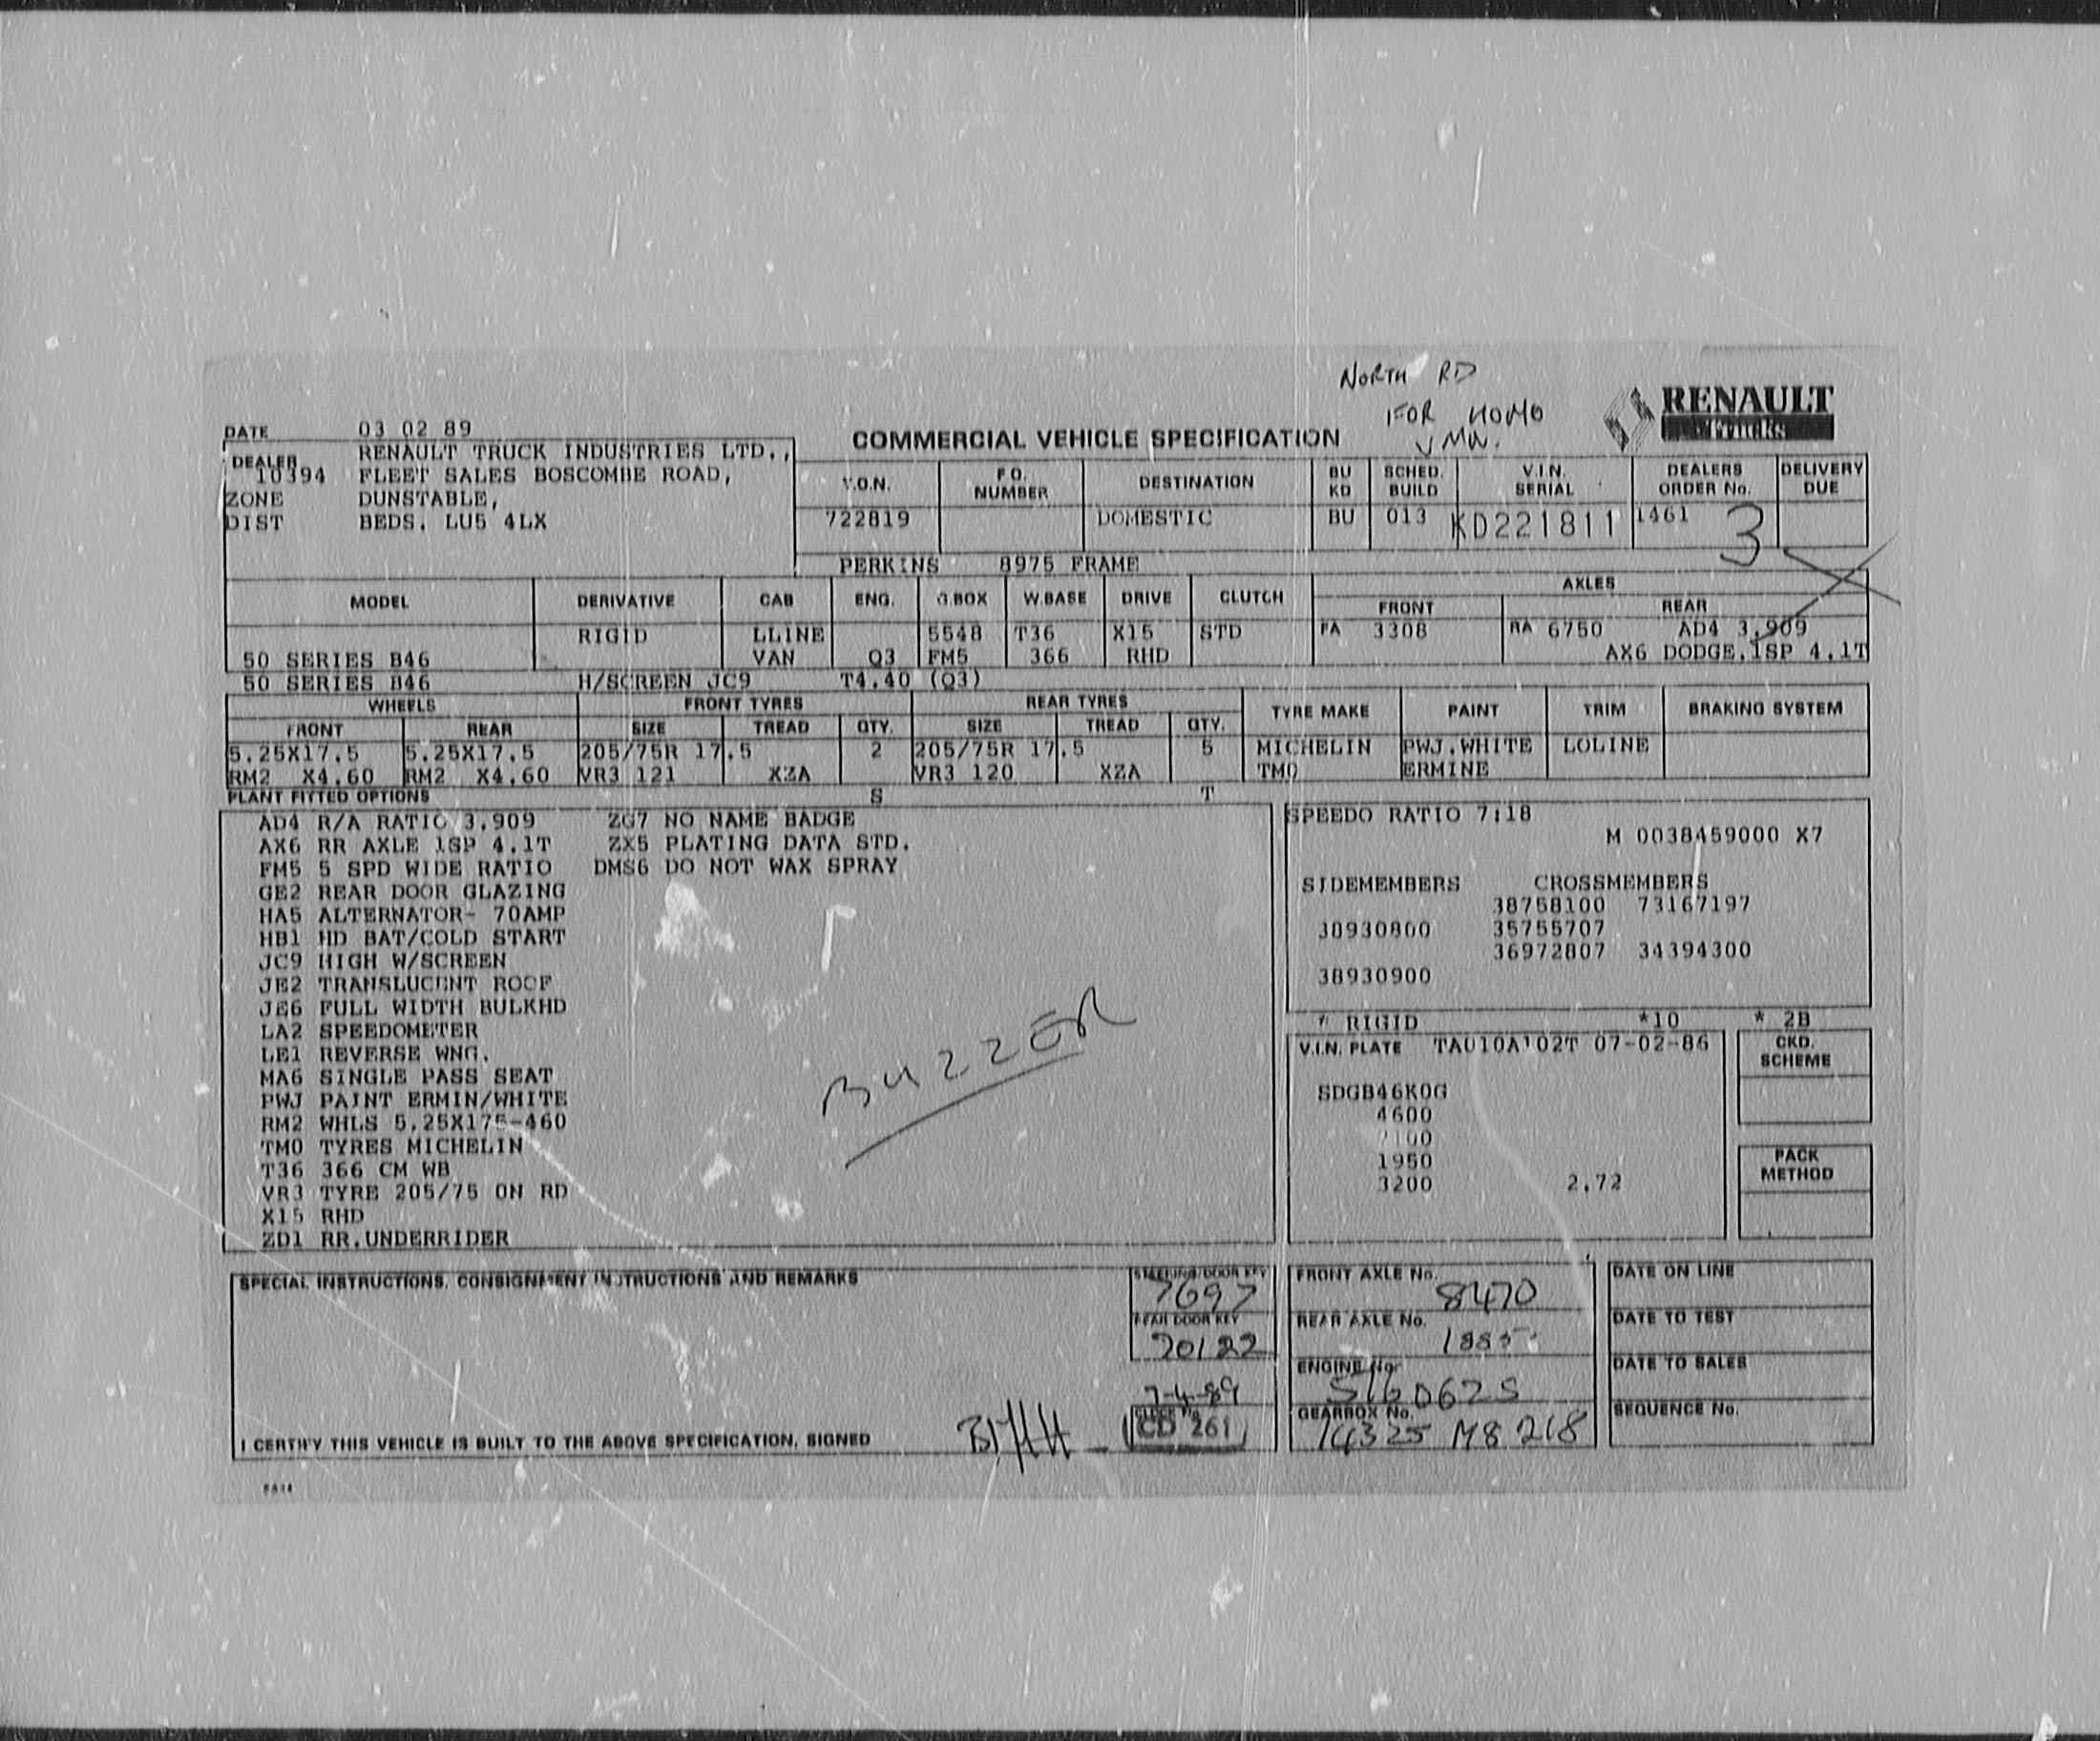 NORTH RD
FOR HOMO
RENAULT
Trucks
DATE 03 02 89
COMMERCIAL VEHICLE SPECIFICATION
DEALER RENAULT TRUCK INDUSTRIES LTD.,
10394 FLEET SALES BOSCOMBE ROAD,
ZONE DUNSTABLE,
DIST BEDS. LU5 4LX
V.O.N. F.O. NUMBER DESTINATION BU KD SCHED. BUILD V.I.N. SERIAL DEALERS ORDER No. DELIVERY DUE
722819 DOMESTIC BU 013 KD221811 1461 3
PERKINS 8975 FRAME
MODEL DERIVATIVE CAB ENG. G.BOX W.BASE DRIVE CLUTCH AXLES
FRONT REAR
RIGID LLINE 5548 T36 X15 STD FA 3308 RA 6750 AD4 3.909
50 SERIES B46 VAN Q3 FM5 366 RHD AX6 DODGE.1SP 4.1T
50 SERIES B46 H/SCREEN JC9 T4.40 (Q3)
WHEELS FRONT TYRES REAR TYRES TYRE MAKE PAINT TRIM BRAKING SYSTEM
FRONT REAR SIZE TREAD QTY. SIZE TREAD QTY.
5.25X17.5 5.25X17.5 205/75R 17.5 2 205/75R 17.5 5 MICHELIN PWJ.WHITE LOLINE
RM2 X4.60 RM2 X4.60 VR3 121 XZA VR3 120 XZA TM0 ERMINE
PLANT FITTED OPTIONS S T
AD4 R/A RATIO 3.909 ZG7 NO NAME BADGE
AX6 RR AXLE 1SP 4.1T ZX5 PLATING DATA STD.
FM5 5 SPD WIDE RATIO DMS6 DO NOT WAX SPRAY
GE2 REAR DOOR GLAZING
HA5 ALTERNATOR- 70AMP
HB1 HD BAT/COLD START
JC9 HIGH W/SCREEN
JE2 TRANSLUCENT ROOF
JE6 FULL WIDTH BULKHD
LA2 SPEEDOMETER
LE1 REVERSE WNG.
MA6 SINGLE PASS SEAT
PWJ PAINT ERMIN/WHITE
RM2 WHLS 5.25X175-460
TM0 TYRES MICHELIN
T36 366 CM WB
VR3 TYRE 205/75 ON RD
X15 RHD
ZD1 RR.UNDERRIDER
BUZZER
SPEEDO RATIO 7:18
M 0038459000 X7
SIDEMEMBERS CROSSMEMBERS
38758100 73167197
38930800 35755707
36972807 34394300
38930900
* RIGID *10 * 2B
V.I.N. PLATE TAU10A102T 07-02-86
CKD. SCHEME
SDGB46K0G
4600
7100
1950
3200 2.72
PACK METHOD
SPECIAL INSTRUCTIONS, CONSIGNMENT INSTRUCTIONS AND REMARKS
STEERING/DOOR KEY
7697
REAR DOOR KEY
20122
7-4-89
CD 261
I CERTIFY THIS VEHICLE IS BUILT TO THE ABOVE SPECIFICATION. SIGNED
FRONT AXLE No. 8470
REAR AXLE No.
ENGINE No.
GEARBOX No. 14325 M8 218
DATE ON LINE
DATE TO TEST
DATE TO SALES
SEQUENCE No.